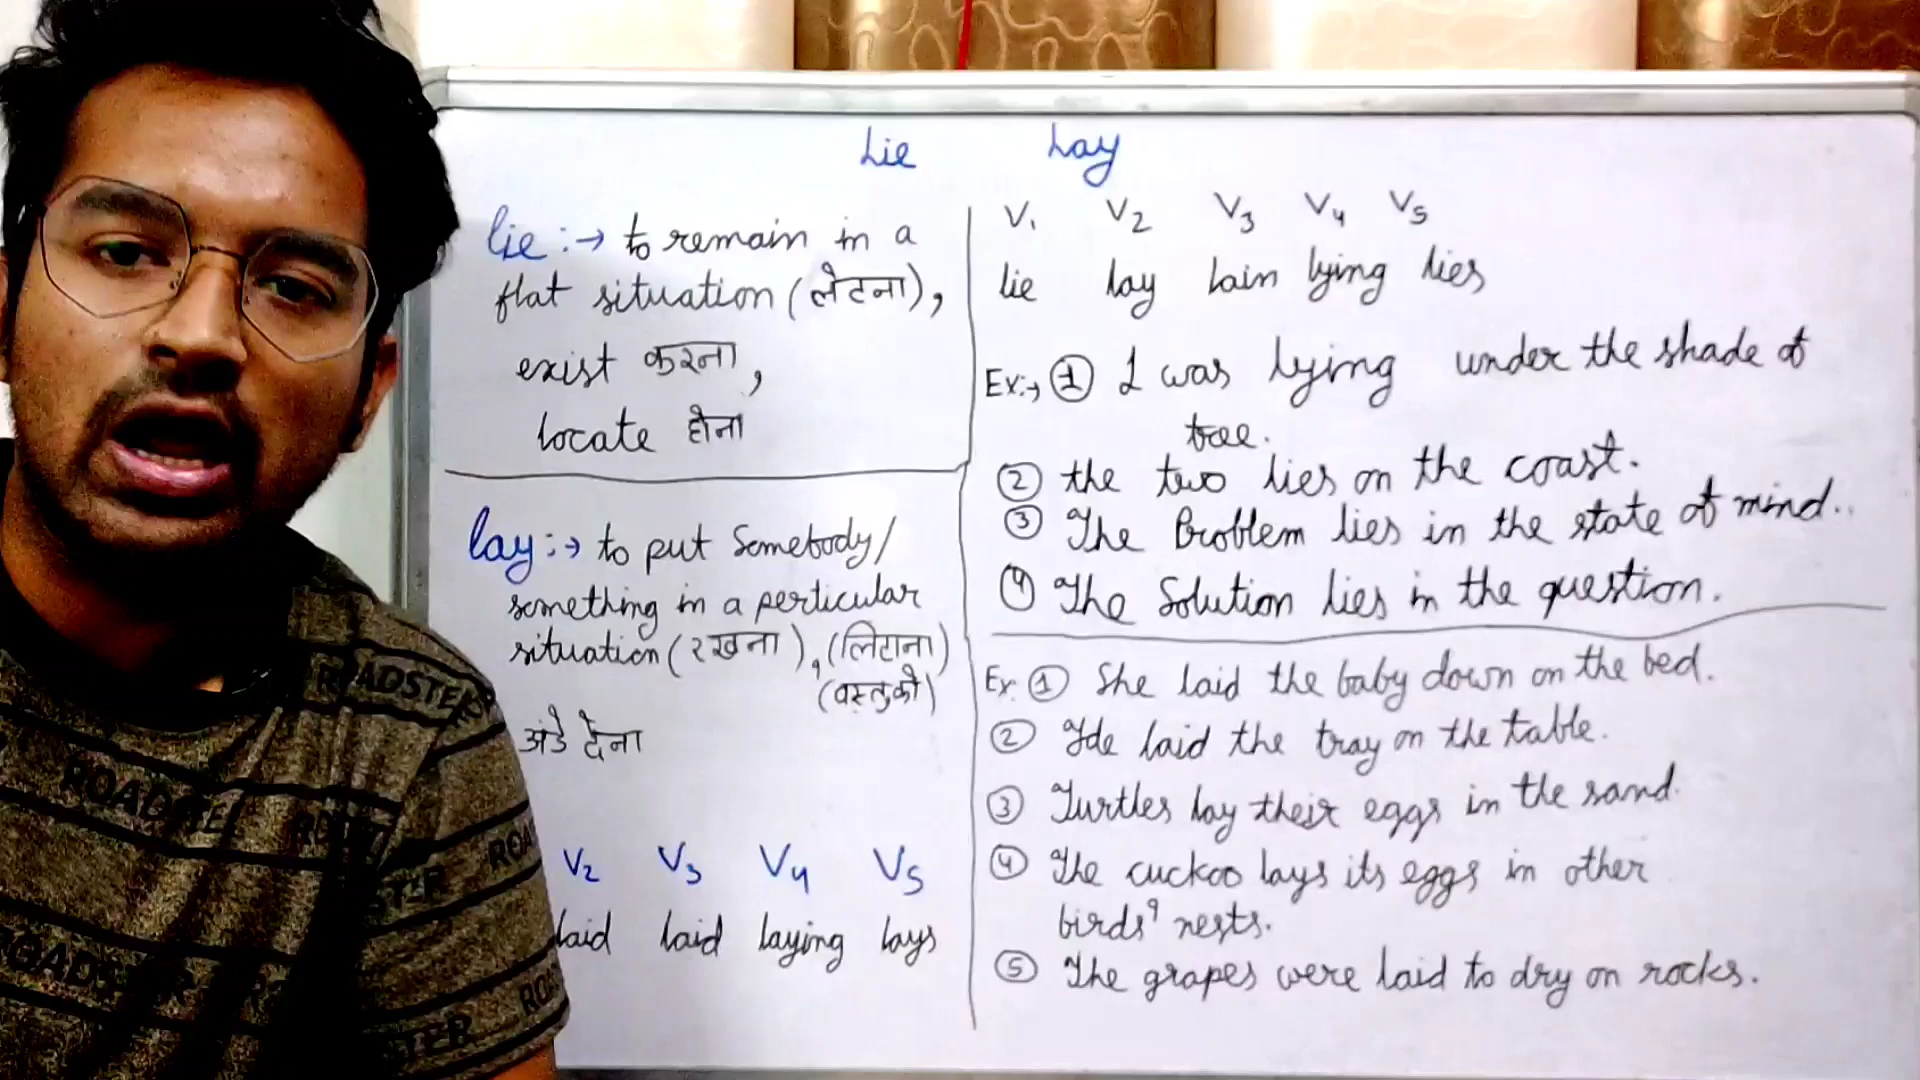 Lie Lay
lie :→ to remain in a
flat situation (लेटना),
exist करना,
locate होना
lay :→ to put Somebody/
something in a perticular
situation (रखना), (लिटाना)
(वस्तुको)
अंडे देना
V2 V3 V4 V5
laid laid laying lays
V1 V2 V3 V4 V5
lie lay lain lying lies
Ex:→ ① I was lying under the shade of
tree.
② the two lies on the coast.
③ The Problem lies in the state of mind..
④ The Solution lies in the question.
Ex: ① She laid the baby down on the bed.
② He laid the tray on the table.
③ Turtles lay their eggs in the sand.
④ The cuckoo lays its eggs in other
birds' nests.
⑤ The grapes were laid to dry on rocks.
ROADSTER
ROADSTER
ROADSTER